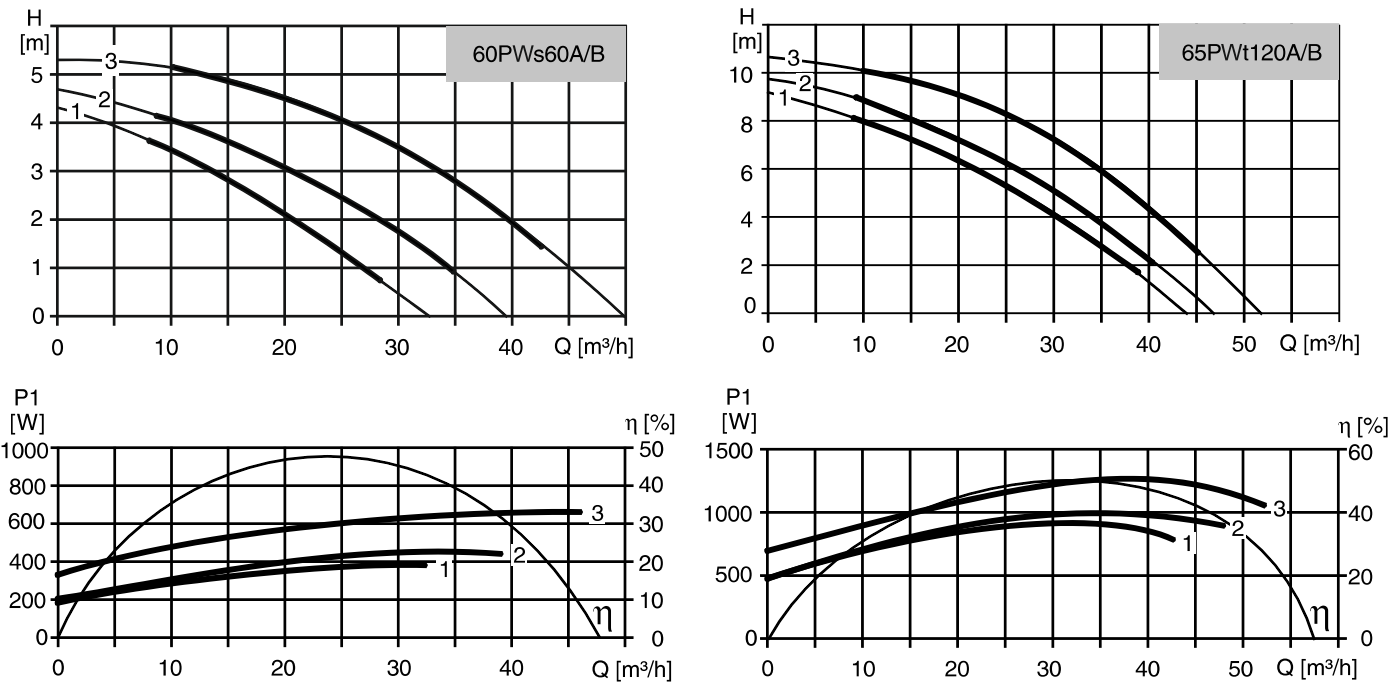 H
[m]
60PWs60A/B
3
2
1
5
4
3
2
1
0
0 10 20 30 40 Q [m³/h]
H
[m]
65PWt120A/B
3
2
1
10
8
6
4
2
0
0 10 20 30 40 50 Q [m³/h]
P1
[W]
η [%]
1000 50
800 40
600 30
400 20
200 10
0 0
3
2
1
η
0 10 20 30 40 Q [m³/h]
P1
[W]
η [%]
1500 60
1000 40
500 20
0 0
3
2
1
η
0 10 20 30 40 50 Q [m³/h]